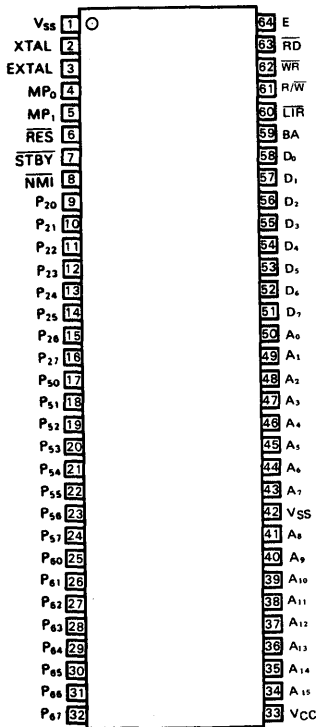 Vss 1 64 E
XTAL 2 63 R̅D̅
EXTAL 3 62 W̅R̅
MP₀ 4 61 R/W̅
MP₁ 5 60 L̅I̅R̅
R̅E̅S̅ 6 59 BA
S̅T̅B̅Y̅ 7 58 D₀
N̅M̅I̅ 8 57 D₁
P₂₀ 9 56 D₂
P₂₁ 10 55 D₃
P₂₂ 11 54 D₄
P₂₃ 12 53 D₅
P₂₄ 13 52 D₆
P₂₅ 14 51 D₇
P₂₆ 15 50 A₀
P₂₇ 16 49 A₁
P₅₀ 17 48 A₂
P₅₁ 18 47 A₃
P₅₂ 19 46 A₄
P₅₃ 20 45 A₅
P₅₄ 21 44 A₆
P₅₅ 22 43 A₇
P₅₆ 23 42 VSS
P₅₇ 24 41 A₈
P₆₀ 25 40 A₉
P₆₁ 26 39 A₁₀
P₆₂ 27 38 A₁₁
P₆₃ 28 37 A₁₂
P₆₄ 29 36 A₁₃
P₆₅ 30 35 A₁₄
P₆₆ 31 34 A₁₅
P₆₇ 32 33 VCC